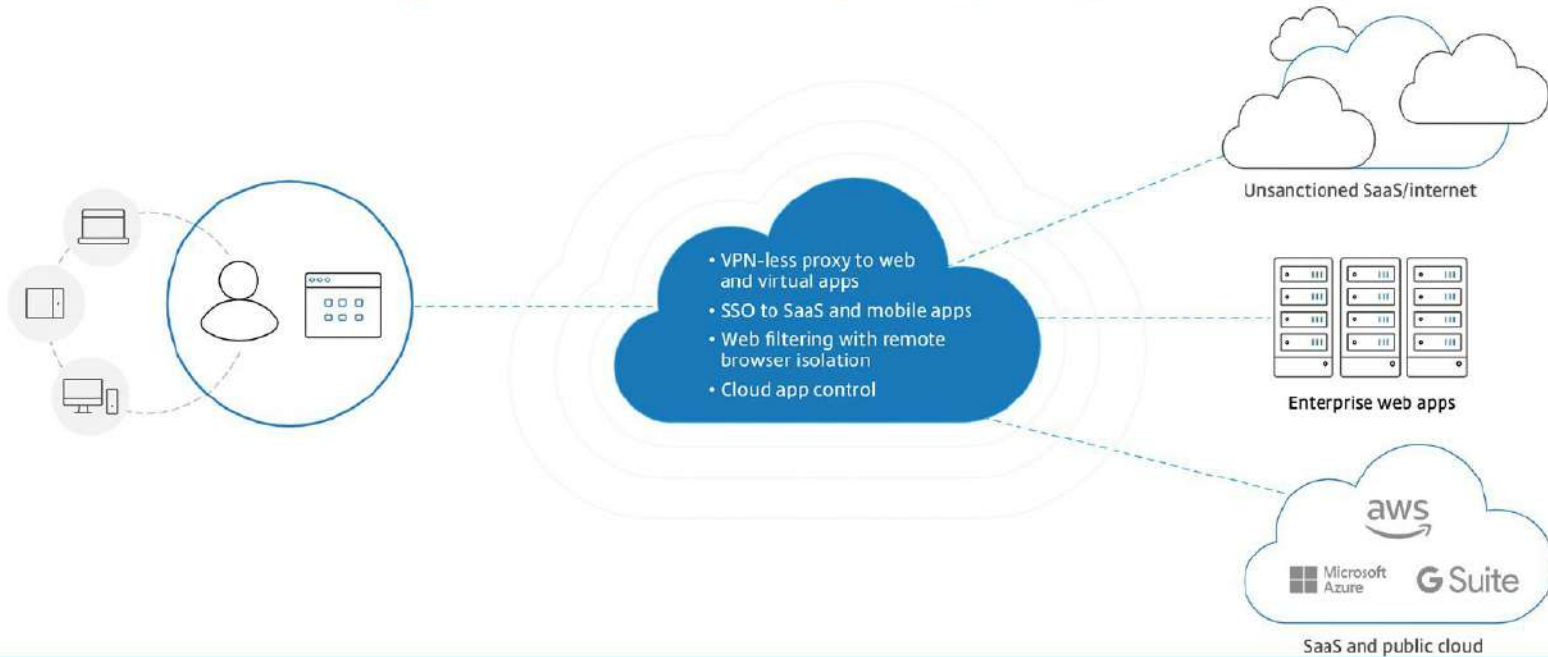 • VPN-less proxy to web
and virtual apps
• SSO to SaaS and mobile apps
• Web filtering with remote
browser isolation
• Cloud app control
Unsanctioned SaaS/internet
Enterprise web apps
aws
Microsoft
Azure
G Suite
SaaS and public cloud